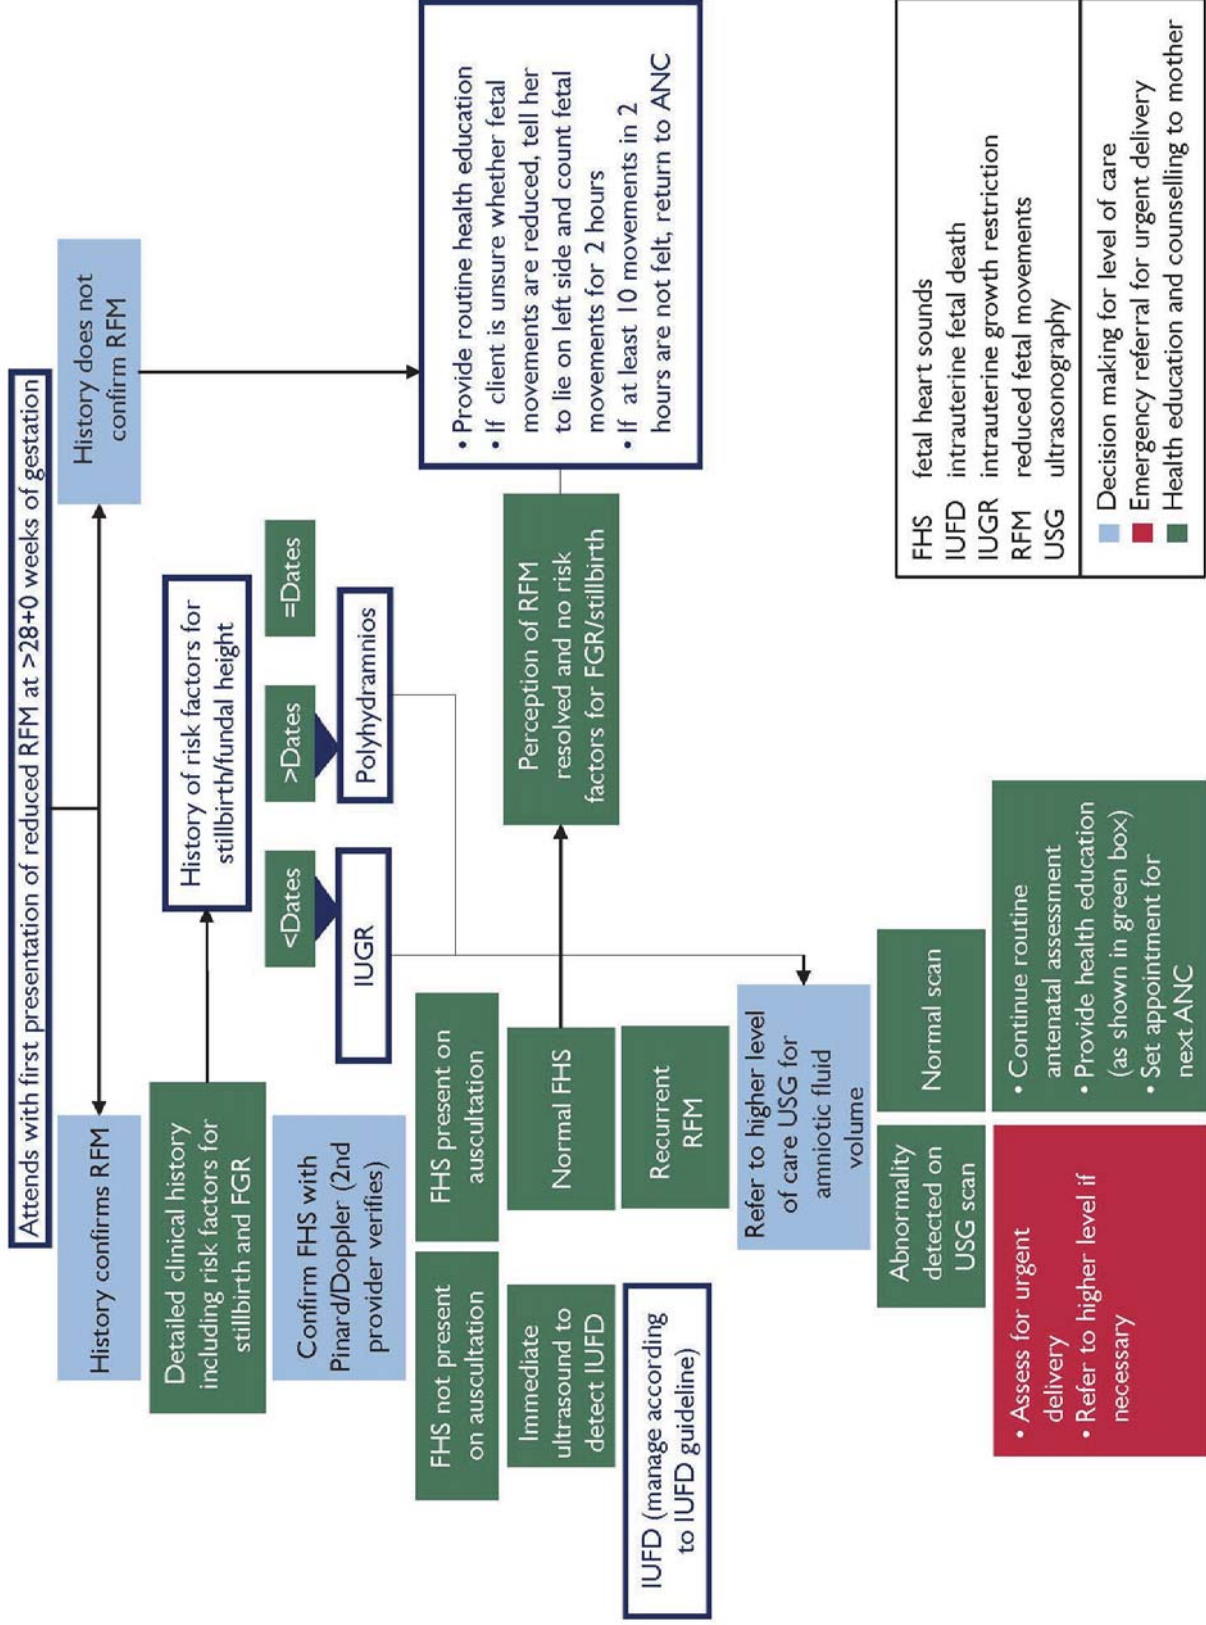 Attends with first presentation of reduced RFM at >28+0 weeks of gestation
History confirms RFM
History does not
confirm RFM
Detailed clinical history
including risk factors for
stillbirth and FGR
History of risk factors for
stillbirth/fundal height
<Dates
>Dates
=Dates
IUGR
Polyhydramnios
Confirm FHS with
Pinard/Doppler (2nd
provider verifies)
FHS not present
on auscultation
FHS present on
auscultation
• Provide routine health education
• If client is unsure whether fetal
movements are reduced, tell her
to lie on left side and count fetal
movements for 2 hours
• If at least 10 movements in 2
hours are not felt, return to ANC
Immediate
ultrasound to
detect IUFD
Normal FHS
Perception of RFM
resolved and no risk
factors for FGR/stillbirth
IUFD (manage according
to IUFD guideline)
Recurrent
RFM
Refer to higher level
of care USG for
amniotic fluid
volume
Abnormality
detected on
USG scan
Normal scan
• Assess for urgent
delivery
• Refer to higher level if
necessary
• Continue routine
antenatal assessment
• Provide health education
(as shown in green box)
• Set appointment for
next ANC
FHS fetal heart sounds
IUFD intrauterine fetal death
IUGR intrauterine growth restriction
RFM reduced fetal movements
USG ultrasonography
Decision making for level of care
Emergency referral for urgent delivery
Health education and counselling to mother